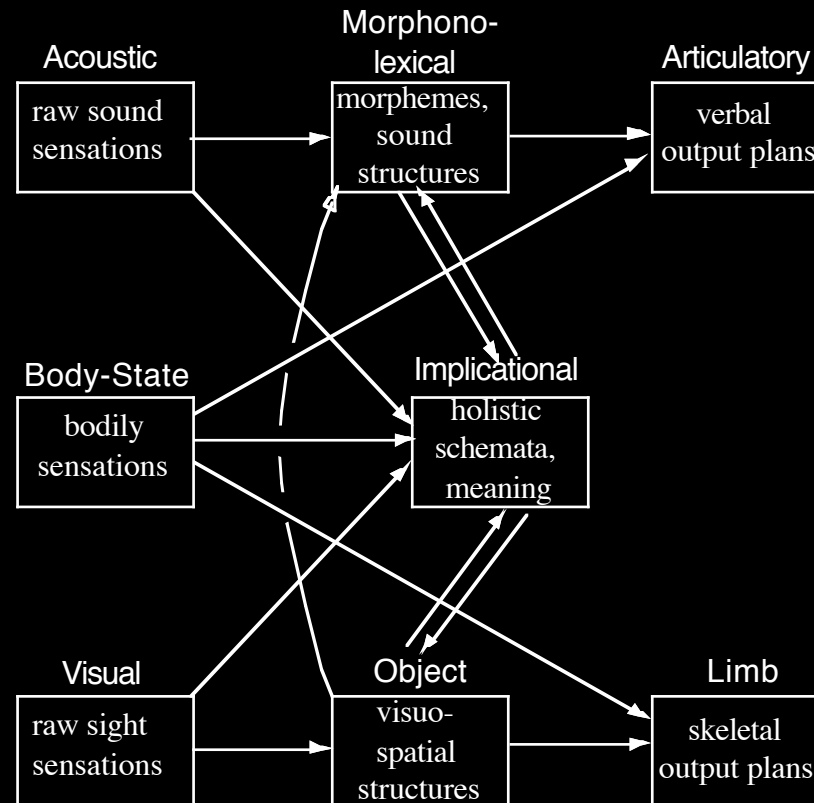 Acoustic
raw sound
sensations
Morphono-
lexical
morphemes,
sound
structures
Articulatory
verbal
output plans
Body-State
bodily
sensations
Implicational
holistic
schemata,
meaning
Visual
raw sight
sensations
Object
visuo-
spatial
structures
Limb
skeletal
output plans